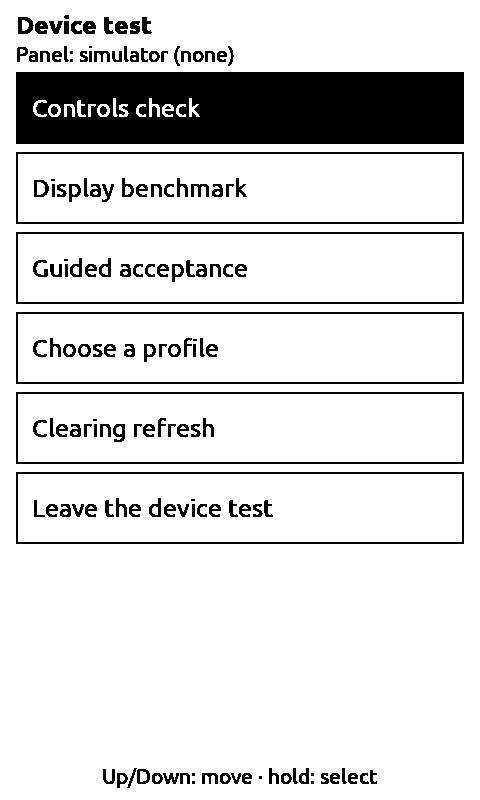 Device test
Panel: simulator (none)
Controls check
Display benchmark
Guided acceptance
Choose a profile
Clearing refresh
Leave the device test
Up/Down: move · hold: select